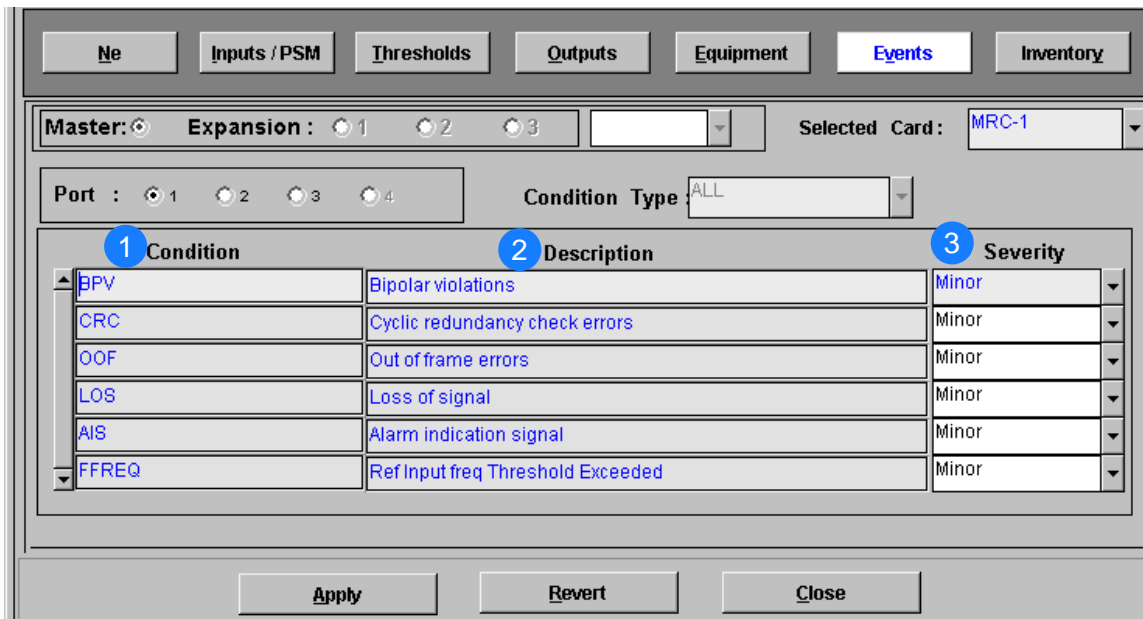 Ne Inputs / PSM Thresholds Outputs Equipment Events Inventory
Master: Expansion : 1 2 3 Selected Card : MRC-1
Port : 1 2 3 4 Condition Type : ALL
1 Condition 2 Description 3 Severity
BPV Bipolar violations Minor
CRC Cyclic redundancy check errors Minor
OOF Out of frame errors Minor
LOS Loss of signal Minor
AIS Alarm indication signal Minor
FFREQ Ref Input freq Threshold Exceeded Minor
Apply Revert Close